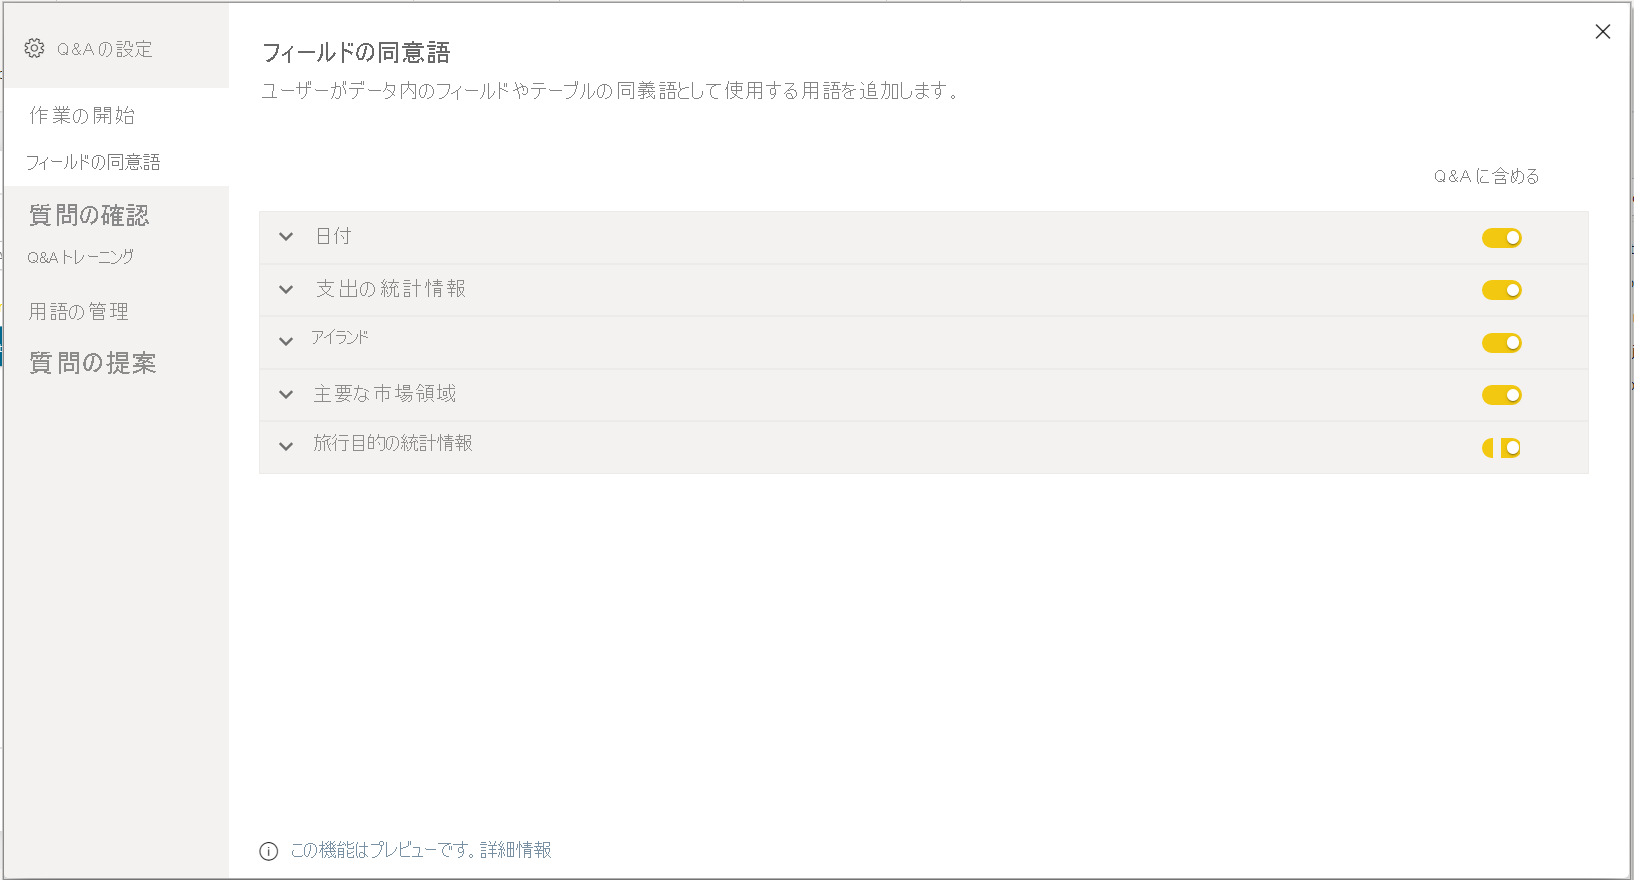 Q&Aの設定
作業の開始
フィールドの同意語
質問の確認
Q&Aトレーニング
用語の管理
質問の提案
フィールドの同意語
ユーザーがデータ内のフィールドやテーブルの同義語として使用する用語を追加します。
Q&Aに含める
日付
支出の統計情報
アイランド
主要な市場領域
旅行目的の統計情報
この機能はプレビューです。詳細情報